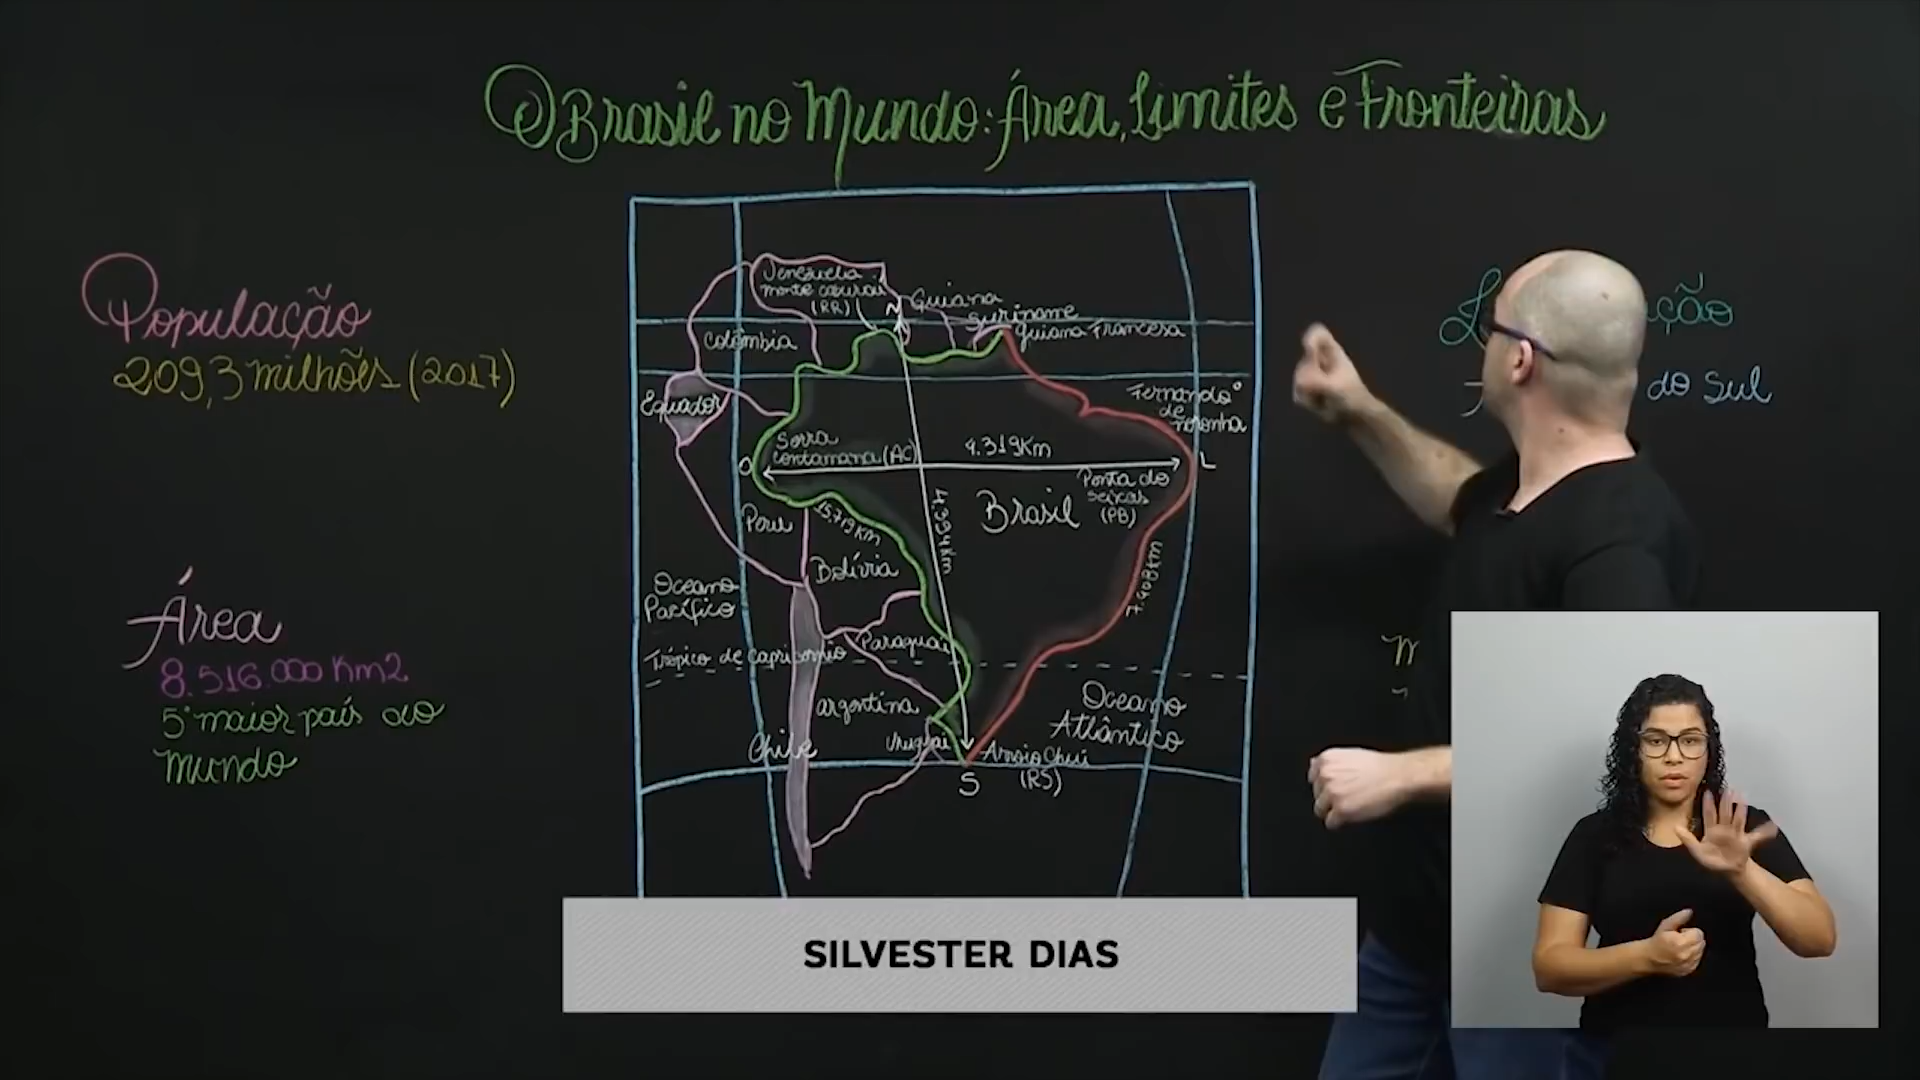 O Brasil no Mundo: Área, Limites e Fronteiras
População
209,3 milhões (2017)
Área
8.516.000 Km2
5º maior país do
Mundo
Venezuela
monte caburaí
(RR)
N
Guiana
Suriname
Guiana Francesa
Colômbia
Equador
Fernando
de
noronha
Serra
contamana (AC)
4.319Km
O
L
Ponta do
seixas
(PB)
Brasil
4.394Km
Peru
15.719 Km
Bolívia
7.408Km
Oceano
Pacífico
Paraguai
Trópico de capricórnio
argentina
Oceano
Atlântico
Chile
Uruguai
Arroio Chuí
(RS)
S
ção
do Sul
SILVESTER DIAS